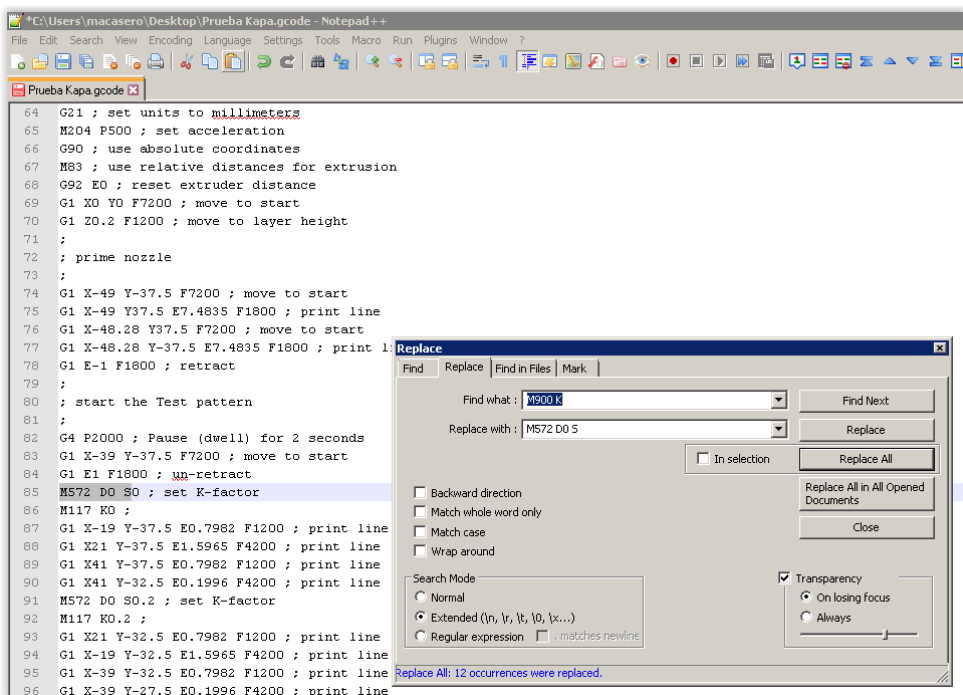 *C:\Users\macasero\Desktop\Prueba Kapa.gcode - Notepad++
File Edit Search View Encoding Language Settings Tools Macro Run Plugins Window ?
Prueba Kapa.gcode
64 G21 ; set units to millimeters
65 M204 P500 ; set acceleration
66 G90 ; use absolute coordinates
67 M83 ; use relative distances for extrusion
68 G92 E0 ; reset extruder distance
69 G1 X0 Y0 F7200 ; move to start
70 G1 Z0.2 F1200 ; move to layer height
71 ;
72 ; prime nozzle
73 ;
74 G1 X-49 Y-37.5 F7200 ; move to start
75 G1 X-49 Y37.5 E7.4835 F1800 ; print line
76 G1 X-48.28 Y37.5 F7200 ; move to start
77 G1 X-48.28 Y-37.5 E7.4835 F1800 ; print l
78 G1 E-1 F1800 ; retract
79 ;
80 ; start the Test pattern
81 ;
82 G4 P2000 ; Pause (dwell) for 2 seconds
83 G1 X-39 Y-37.5 F7200 ; move to start
84 G1 E1 F1800 ; un-retract
85 M572 D0 S0 ; set K-factor
86 M117 K0 ;
87 G1 X-19 Y-37.5 E0.7982 F1200 ; print line
88 G1 X21 Y-37.5 E1.5965 F4200 ; print line
89 G1 X41 Y-37.5 E0.7982 F1200 ; print line
90 G1 X41 Y-32.5 E0.1996 F4200 ; print line
91 M572 D0 S0.2 ; set K-factor
92 M117 K0.2 ;
93 G1 X21 Y-32.5 E0.7982 F1200 ; print line
94 G1 X-19 Y-32.5 E1.5965 F4200 ; print line
95 G1 X-39 Y-32.5 E0.7982 F1200 ; print line
96 G1 X-39 Y-27.5 E0.1996 F4200 ; print line
Replace
Find Replace Find in Files Mark
Find what : M900 K Find Next
Replace with : M572 D0 S Replace
In selection Replace All
Replace All in All Opened Documents
Close
Backward direction
Match whole word only
Match case
Wrap around
Search Mode
Normal
Extended (\n, \r, \t, \0, \x...)
Regular expression . matches newline
Transparency
On losing focus
Always
Replace All: 12 occurrences were replaced.